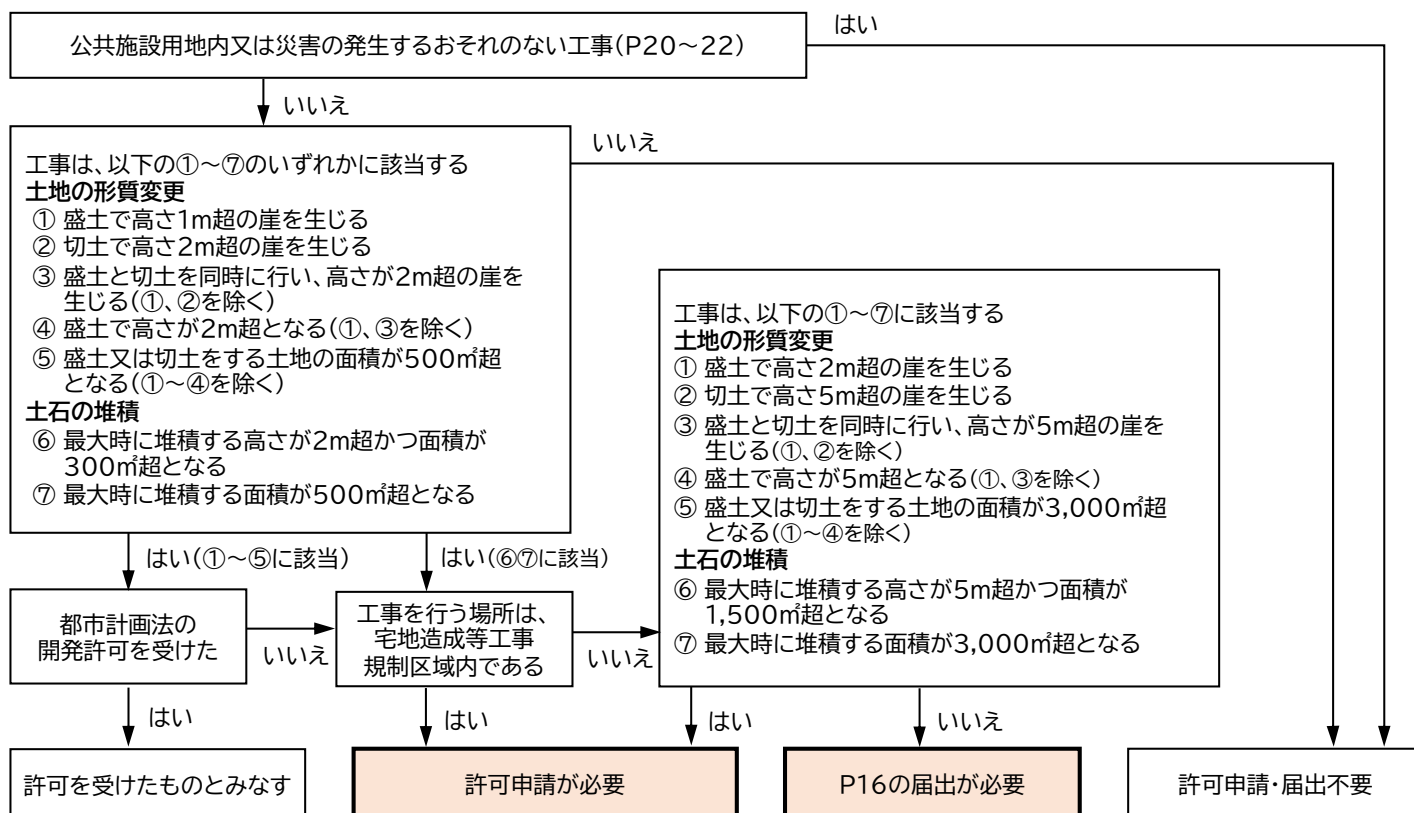 公共施設用地内又は災害の発生するおそれのない工事（P20～22）
はい
いいえ
工事は、以下の①～⑦のいずれかに該当する
土地の形質変更
① 盛土で高さ1m超の崖を生じる
② 切土で高さ2m超の崖を生じる
③ 盛土と切土を同時に行い、高さが2m超の崖を
生じる（①、②を除く）
④ 盛土で高さが2m超となる（①、③を除く）
⑤ 盛土又は切土をする土地の面積が500㎡超
となる（①～④を除く）
土石の堆積
⑥ 最大時に堆積する高さが2m超かつ面積が
300㎡超となる
⑦ 最大時に堆積する面積が500㎡超となる
いいえ
工事は、以下の①～⑦に該当する
土地の形質変更
① 盛土で高さ2m超の崖を生じる
② 切土で高さ5m超の崖を生じる
③ 盛土と切土を同時に行い、高さが5m超の崖を
生じる（①、②を除く）
④ 盛土で高さが5m超となる（①、③を除く）
⑤ 盛土又は切土をする土地の面積が3,000㎡超
となる（①～④を除く）
土石の堆積
⑥ 最大時に堆積する高さが5m超かつ面積が
1,500㎡超となる
⑦ 最大時に堆積する面積が3,000㎡超となる
はい（①～⑤に該当）
はい（⑥⑦に該当）
都市計画法の
開発許可を受けた
いいえ
工事を行う場所は、
宅地造成等工事
規制区域内である
いいえ
はい
はい
はい
いいえ
許可を受けたものとみなす
許可申請が必要
P16の届出が必要
許可申請・届出不要